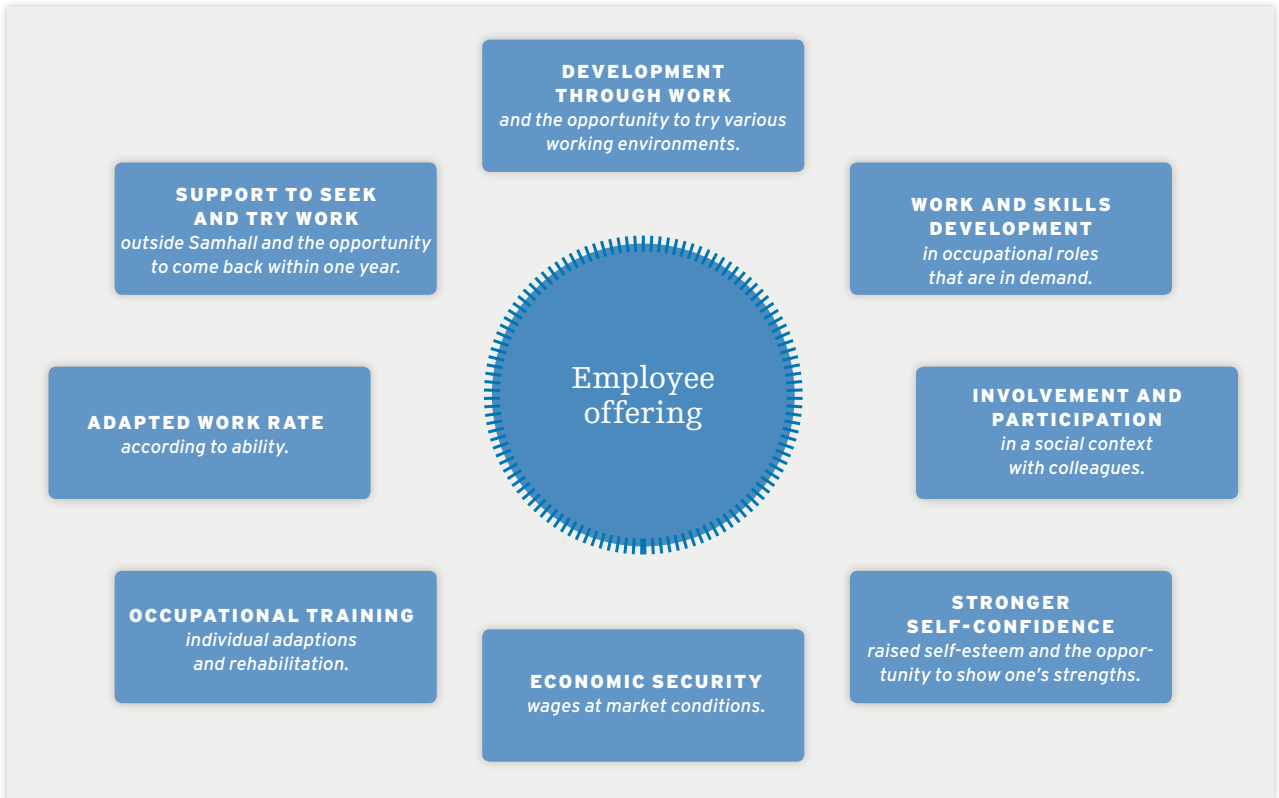 DEVELOPMENT
THROUGH WORK
and the opportunity to try various
working environments.
SUPPORT TO SEEK
AND TRY WORK
outside Samhall and the opportunity
to come back within one year.
WORK AND SKILLS
DEVELOPMENT
in occupational roles
that are in demand.
Employee
offering
ADAPTED WORK RATE
according to ability.
INVOLVEMENT AND
PARTICIPATION
in a social context
with colleagues.
OCCUPATIONAL TRAINING
individual adaptions
and rehabilitation.
STRONGER
SELF-CONFIDENCE
raised self-esteem and the oppor-
tunity to show one’s strengths.
ECONOMIC SECURITY
wages at market conditions.